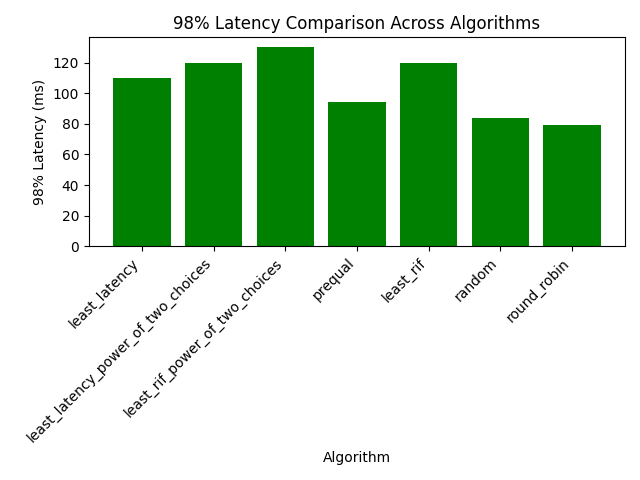 98% Latency Comparison Across Algorithms
98% Latency (ms)
120
100
80
60
40
20
0
least_latency
least_latency_power_of_two_choices
least_rif_power_of_two_choices
prequal
least_rif
random
round_robin
Algorithm